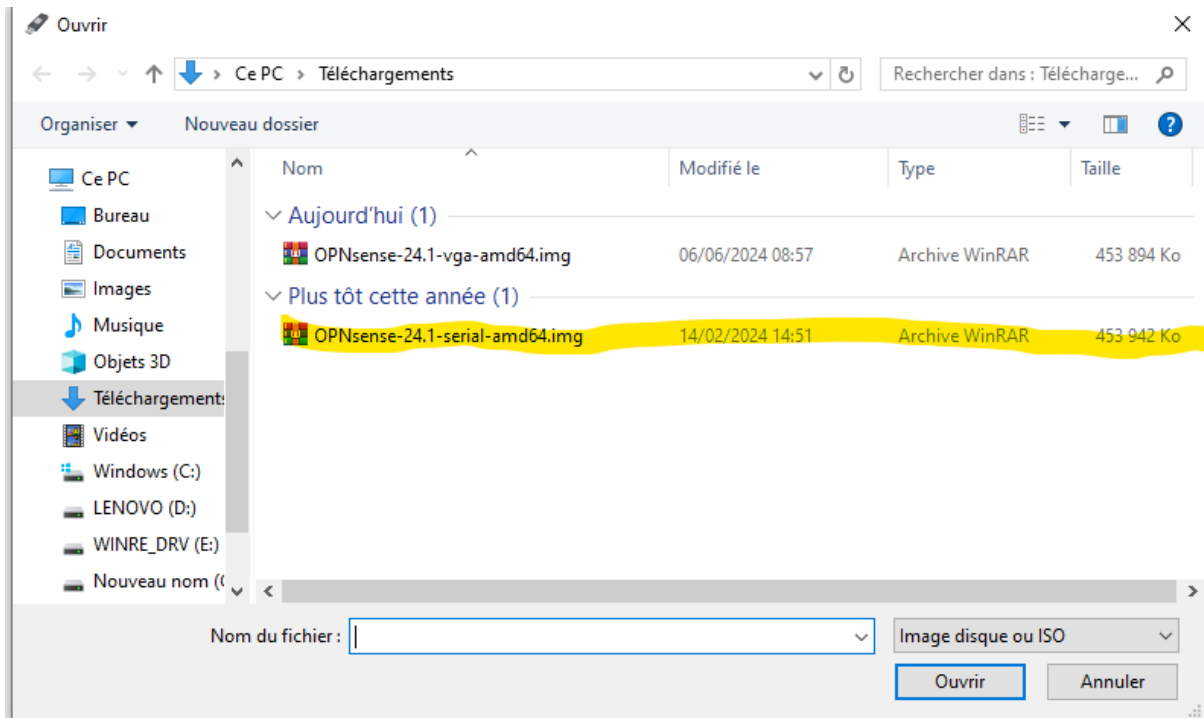 Ouvrir
Ce PC > Téléchargements
Rechercher dans : Télécharge...
Organiser
Nouveau dossier
Nom
Modifié le
Type
Taille
Ce PC
Bureau
Documents
Images
Musique
Objets 3D
Téléchargements
Vidéos
Windows (C:)
LENOVO (D:)
WINRE_DRV (E:)
Nouveau nom (
Aujourd'hui (1)
OPNsense-24.1-vga-amd64.img 06/06/2024 08:57 Archive WinRAR 453 894 Ko
Plus tôt cette année (1)
OPNsense-24.1-serial-amd64.img 14/02/2024 14:51 Archive WinRAR 453 942 Ko
Nom du fichier :
Image disque ou ISO
Ouvrir
Annuler